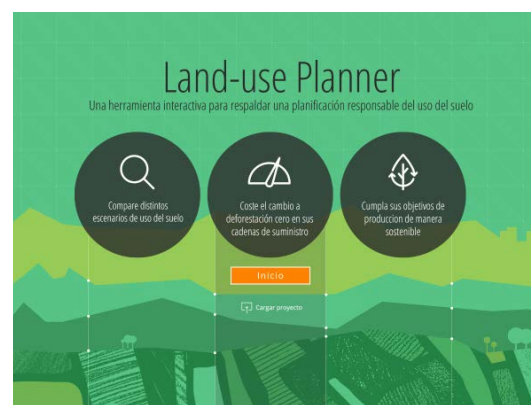 Land-use Planner
Una herramienta interactiva para respaldar una planificación responsable del uso del suelo
Compare distintos
escenarios de uso del suelo
Coste el cambio a
deforestación cero en sus
cadenas de suministro
Cumpla sus objetivos de
produccion de manera
sostenible
Inicio
Cargar proyecto